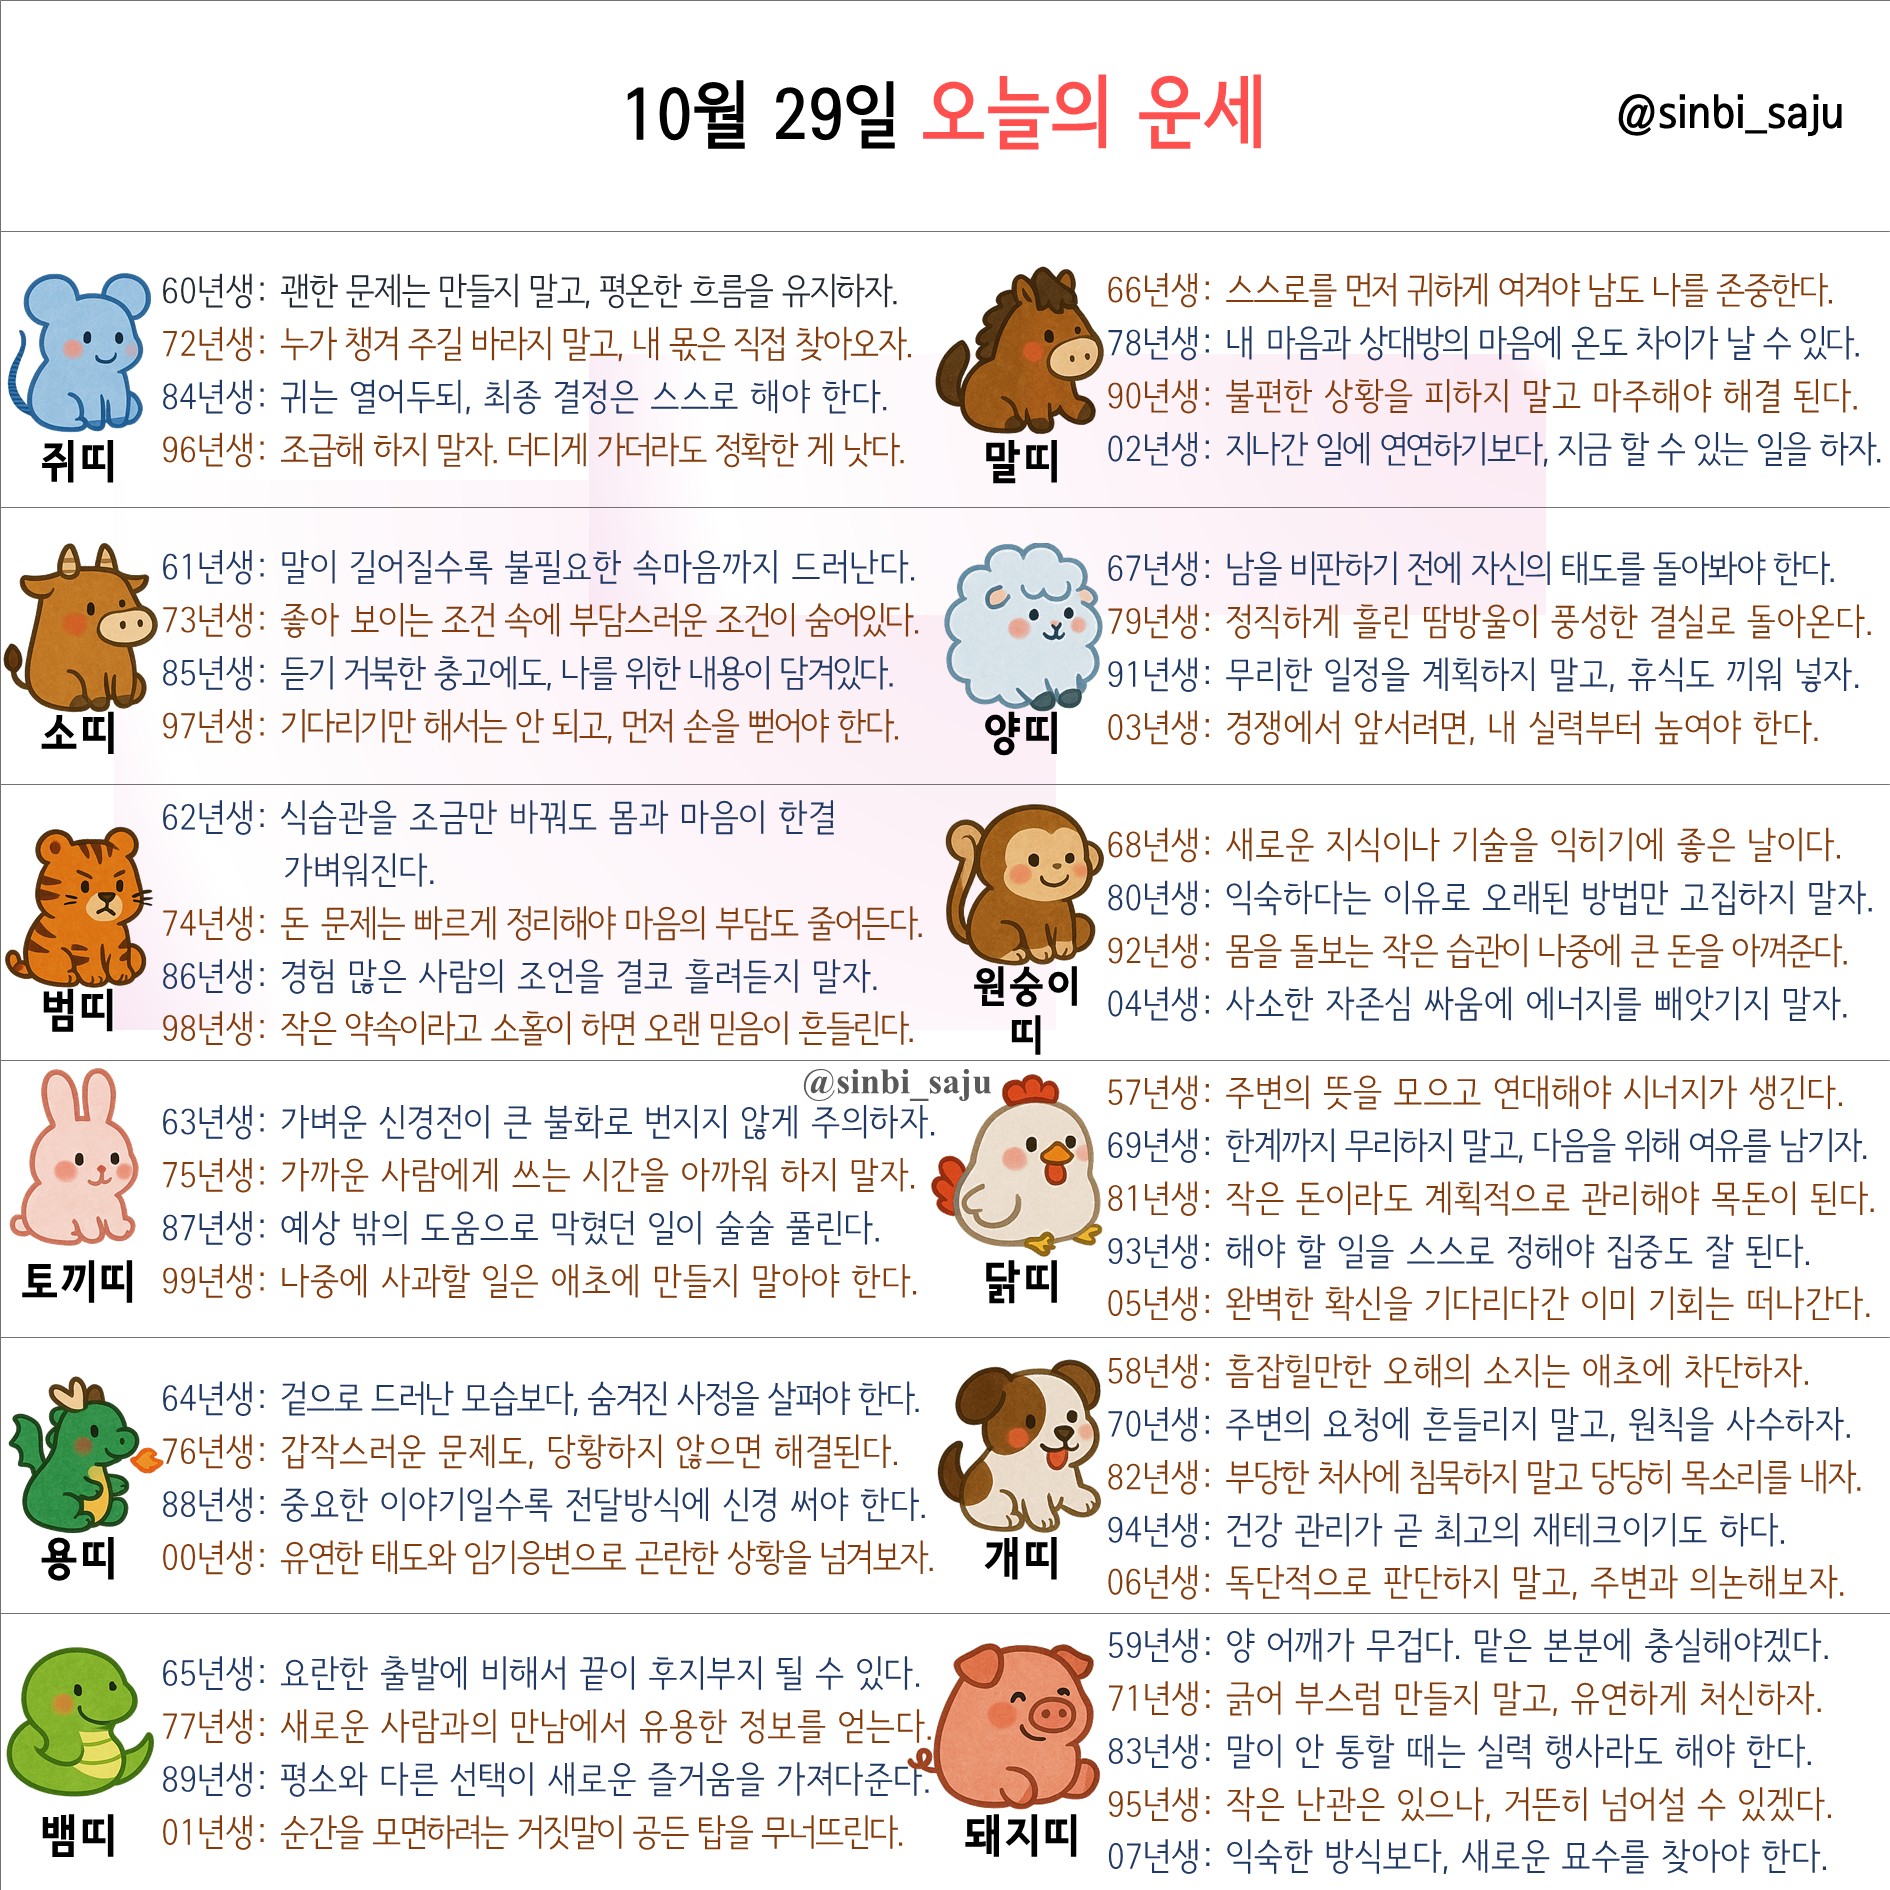 10월 29일 오늘의 운세
@sinbi_saju
60년생: 괜한 문제는 만들지 말고, 평온한 흐름을 유지하자.
72년생: 누가 챙겨 주길 바라지 말고, 내 몫은 직접 찾아오자.
84년생: 귀는 열어두되, 최종 결정은 스스로 해야 한다.
96년생: 조급해 하지 말자. 더디게 가더라도 정확한 게 낫다.
쥐띠
66년생: 스스로를 먼저 귀하게 여겨야 남도 나를 존중한다.
78년생: 내 마음과 상대방의 마음에 온도 차이가 날 수 있다.
90년생: 불편한 상황을 피하지 말고 마주해야 해결 된다.
02년생: 지나간 일에 연연하기보다, 지금 할 수 있는 일을 하자.
말띠
61년생: 말이 길어질수록 불필요한 속마음까지 드러난다.
73년생: 좋아 보이는 조건 속에 부담스러운 조건이 숨어있다.
85년생: 듣기 거북한 충고에도, 나를 위한 내용이 담겨있다.
97년생: 기다리기만 해서는 안 되고, 먼저 손을 뻗어야 한다.
소띠
67년생: 남을 비판하기 전에 자신의 태도를 돌아봐야 한다.
79년생: 정직하게 흘린 땀방울이 풍성한 결실로 돌아온다.
91년생: 무리한 일정을 계획하지 말고, 휴식도 끼워 넣자.
03년생: 경쟁에서 앞서려면, 내 실력부터 높여야 한다.
양띠
62년생: 식습관을 조금만 바꿔도 몸과 마음이 한결
가벼워진다.
74년생: 돈 문제는 빠르게 정리해야 마음의 부담도 줄어든다.
86년생: 경험 많은 사람의 조언을 결코 흘려듣지 말자.
98년생: 작은 약속이라고 소홀이 하면 오랜 믿음이 흔들린다.
범띠
68년생: 새로운 지식이나 기술을 익히기에 좋은 날이다.
80년생: 익숙하다는 이유로 오래된 방법만 고집하지 말자.
92년생: 몸을 돌보는 작은 습관이 나중에 큰 돈을 아껴준다.
04년생: 사소한 자존심 싸움에 에너지를 빼앗기지 말자.
원숭이
띠
@sinbi_saju
63년생: 가벼운 신경전이 큰 불화로 번지지 않게 주의하자.
75년생: 가까운 사람에게 쓰는 시간을 아까워 하지 말자.
87년생: 예상 밖의 도움으로 막혔던 일이 술술 풀린다.
99년생: 나중에 사과할 일은 애초에 만들지 말아야 한다.
토끼띠
57년생: 주변의 뜻을 모으고 연대해야 시너지가 생긴다.
69년생: 한계까지 무리하지 말고, 다음을 위해 여유를 남기자.
81년생: 작은 돈이라도 계획적으로 관리해야 목돈이 된다.
93년생: 해야 할 일을 스스로 정해야 집중도 잘 된다.
05년생: 완벽한 확신을 기다리다간 이미 기회는 떠나간다.
닭띠
64년생: 겉으로 드러난 모습보다, 숨겨진 사정을 살펴야 한다.
76년생: 갑작스러운 문제도, 당황하지 않으면 해결된다.
88년생: 중요한 이야기일수록 전달방식에 신경 써야 한다.
00년생: 유연한 태도와 임기응변으로 곤란한 상황을 넘겨보자.
용띠
58년생: 흠잡힐만한 오해의 소지는 애초에 차단하자.
70년생: 주변의 요청에 흔들리지 말고, 원칙을 사수하자.
82년생: 부당한 처사에 침묵하지 말고 당당히 목소리를 내자.
94년생: 건강 관리가 곧 최고의 재테크이기도 하다.
06년생: 독단적으로 판단하지 말고, 주변과 의논해보자.
개띠
65년생: 요란한 출발에 비해서 끝이 후지부지 될 수 있다.
77년생: 새로운 사람과의 만남에서 유용한 정보를 얻는다.
89년생: 평소와 다른 선택이 새로운 즐거움을 가져다준다.
01년생: 순간을 모면하려는 거짓말이 공든 탑을 무너뜨린다.
뱀띠
59년생: 양 어깨가 무겁다. 맡은 본분에 충실해야겠다.
71년생: 긁어 부스럼 만들지 말고, 유연하게 처신하자.
83년생: 말이 안 통할 때는 실력 행사라도 해야 한다.
95년생: 작은 난관은 있으나, 거뜬히 넘어설 수 있겠다.
07년생: 익숙한 방식보다, 새로운 묘수를 찾아야 한다.
돼지띠